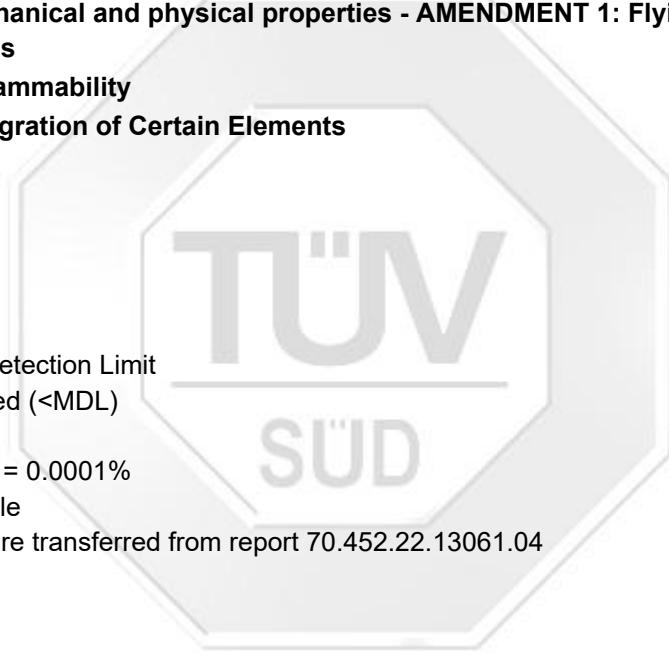 hanical and physical properties - AMENDMENT 1: Flyi
s
ammability
gration of Certain Elements
TÜV
etection Limit
ed (<MDL)
SÜD
= 0.0001%
le
re transferred from report 70.452.22.13061.04